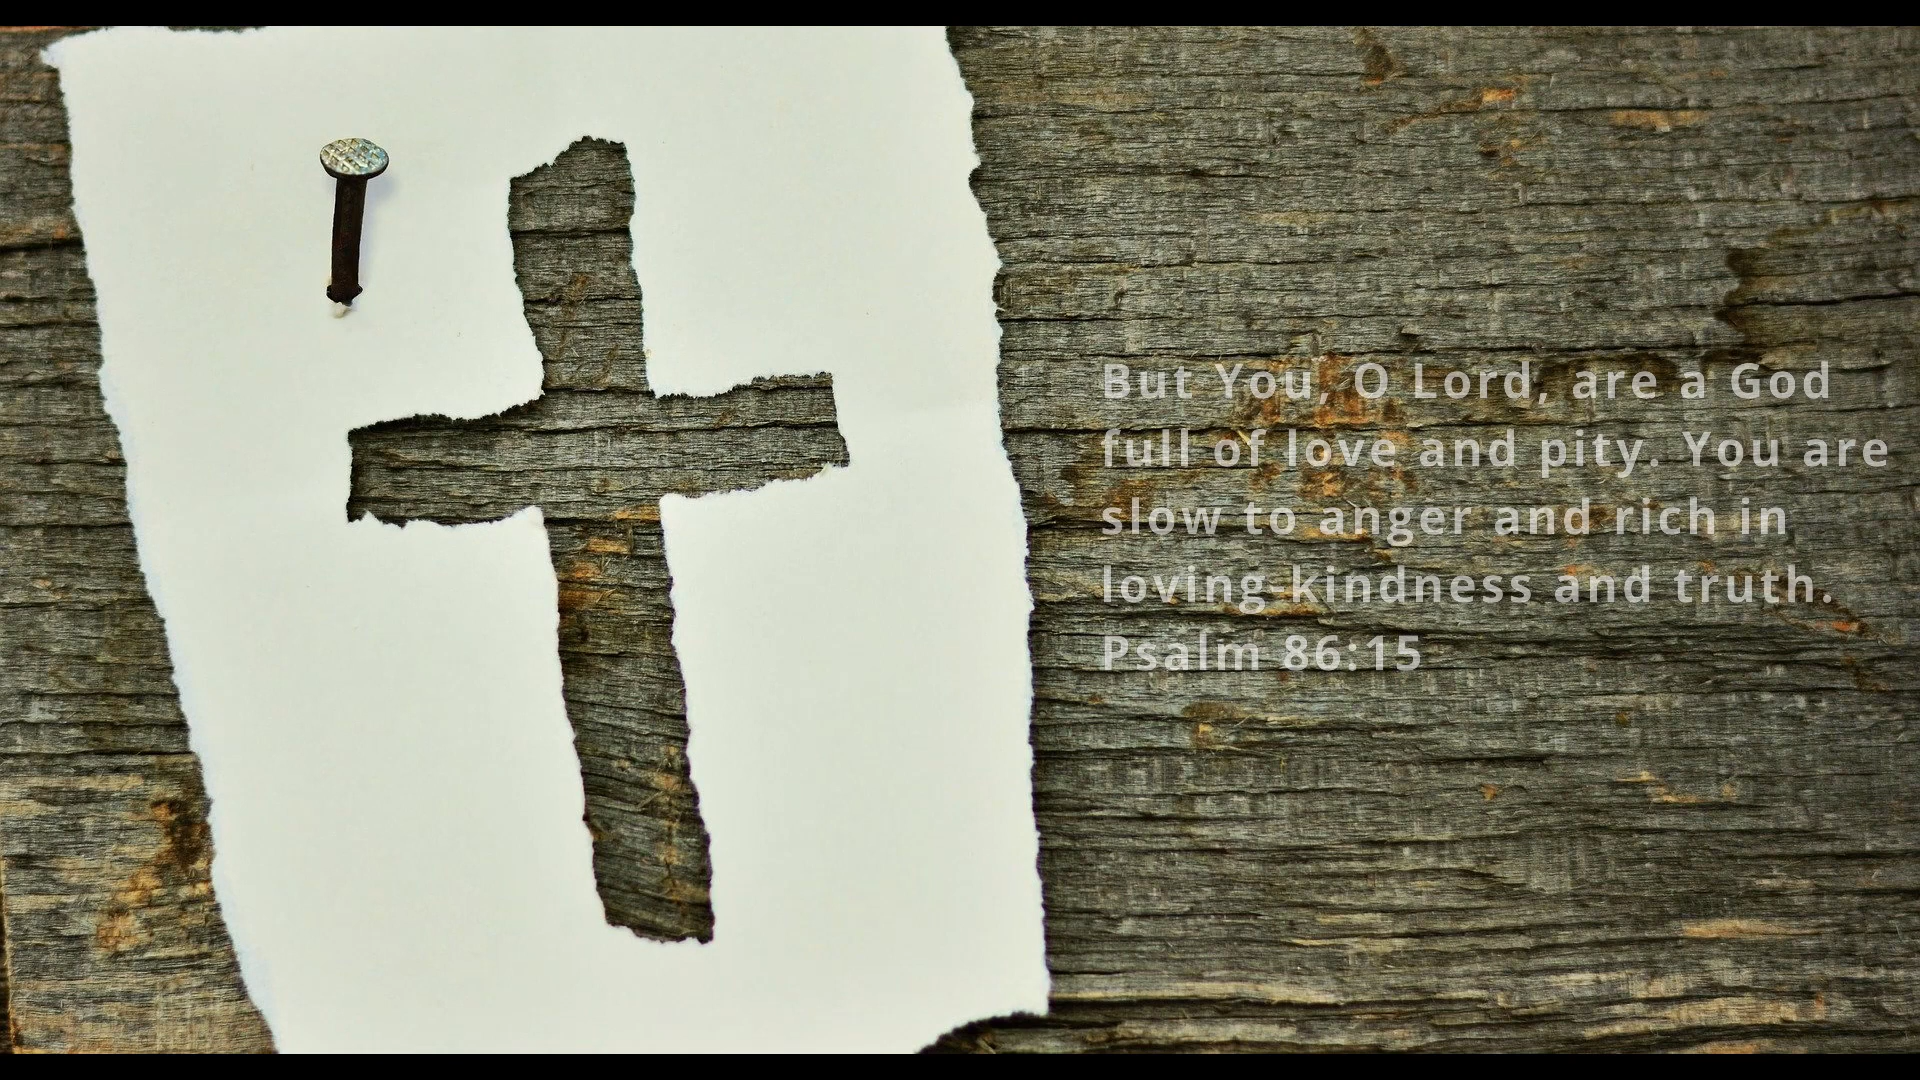 But You, O Lord, are a God
full of love and pity. You are
slow to anger and rich in
loving-kindness and truth.
Psalm 86:15